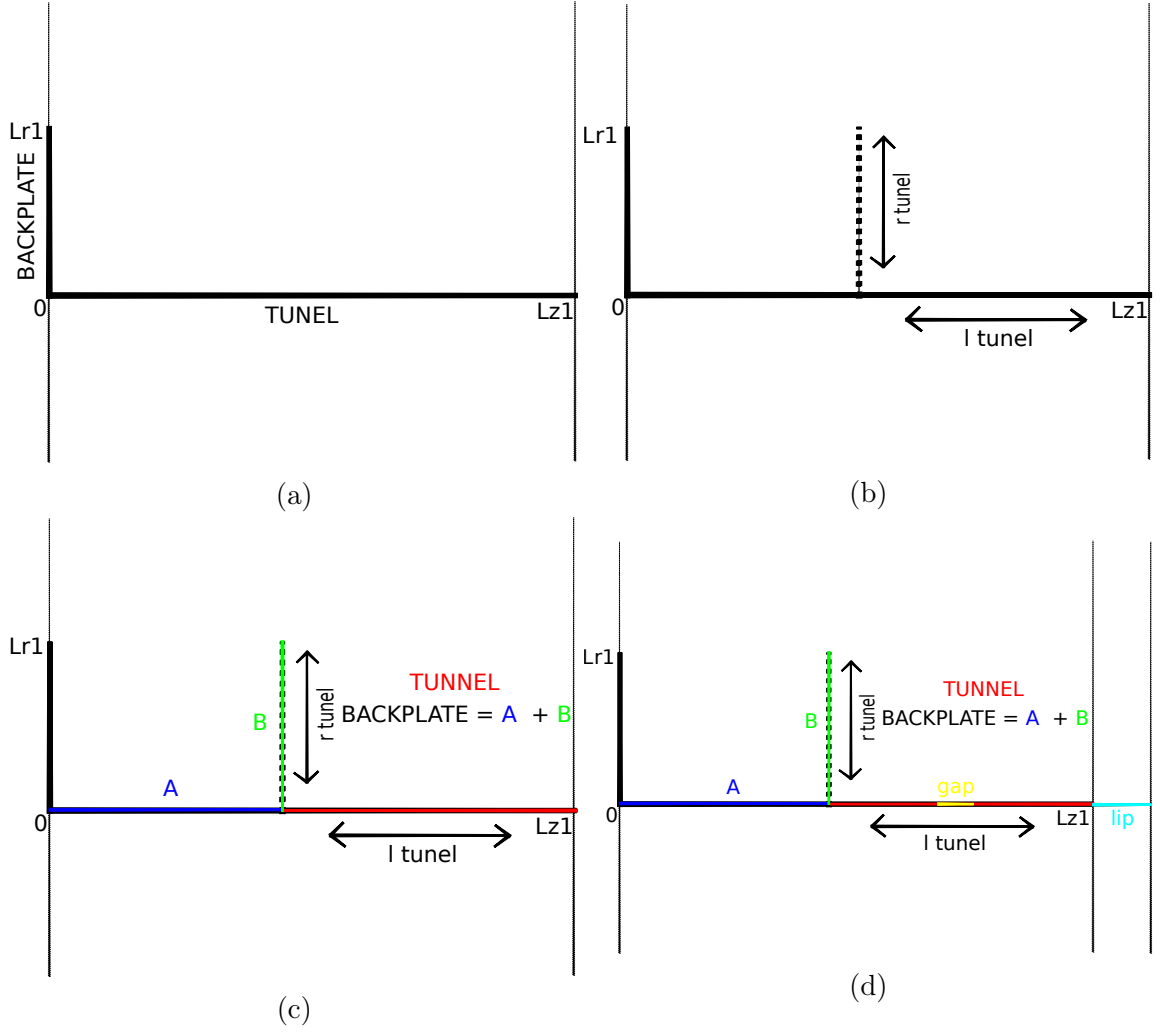 Lr1
BACKPLATE
0
TUNEL
Lz1
(a)
Lr1
r tunel
0
l tunel
Lz1
(b)
Lr1
B
r tunel
TUNNEL
BACKPLATE = A + B
A
0
l tunel
Lz1
(c)
Lr1
B
r tunel
TUNNEL
BACKPLATE = A + B
A
gap
0
l tunel
Lz1
lip
(d)